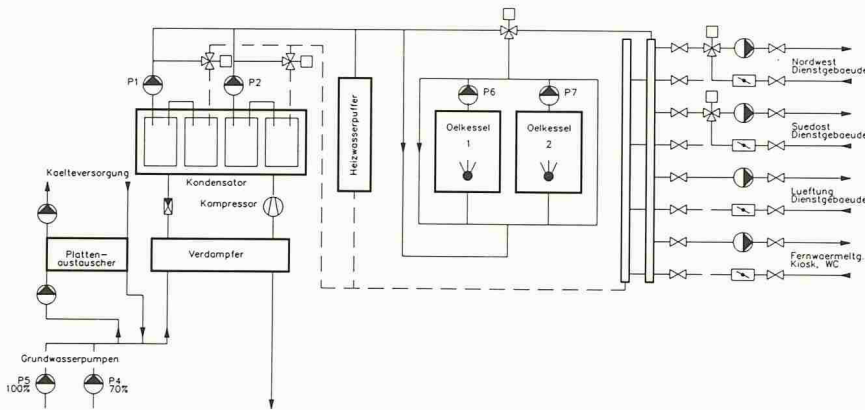 P1
P2
P6
P7
Oelkessel
1
Oelkessel
2
Heizwasserpuffer
Nordwest
Dienstgebaeude
Suedost
Dienstgebaeude
Lueftung
Dienstgebaeude
Fernwaermeltg.
Kiosk, WC
Kondensator
Kaelteversorgung
Kompressor
Platten-
austauscher
Verdampfer
Grundwasserpumpen
P5
100%
P4
70%